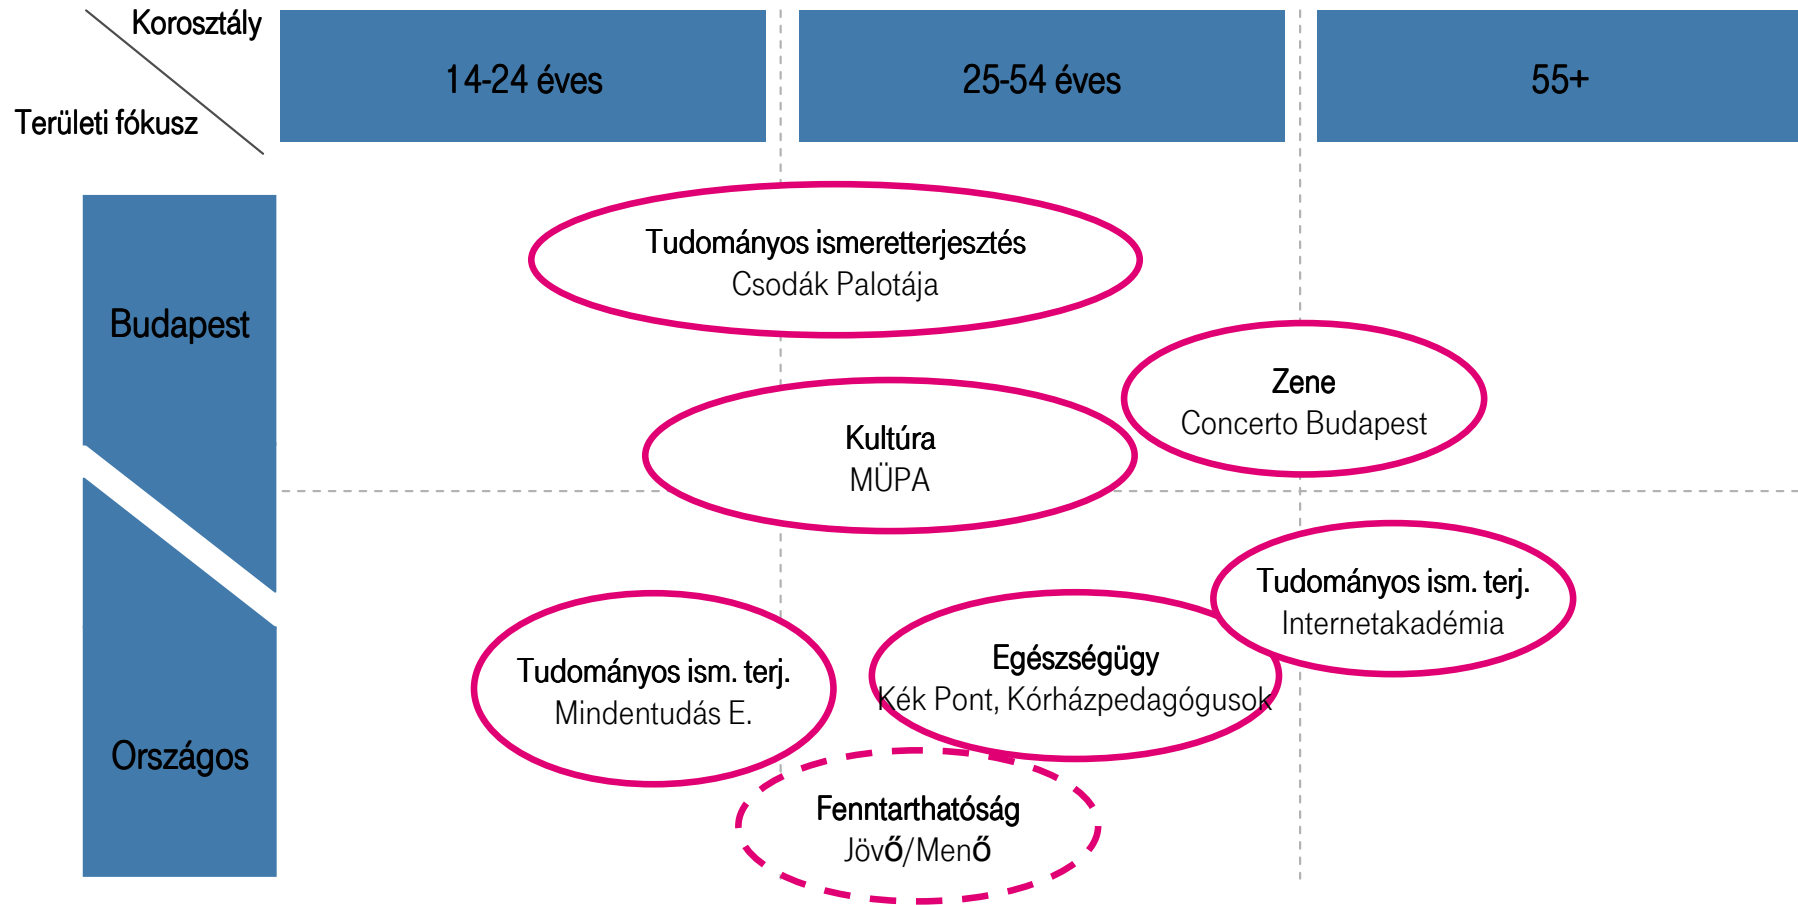 Korosztály
Területi fókusz
14-24 éves
25-54 éves
55+
Budapest
Tudományos ismeretterjesztés
Csodák Palotája
Zene
Concerto Budapest
Kultúra
MÜPA
Országos
Tudományos ism. terj.
Internetakadémia
Egészségügy
Kék Pont, Kórházpedagógusok
Tudományos ism. terj.
Mindentudás E.
Fenntarthatóság
Jövő/Menő